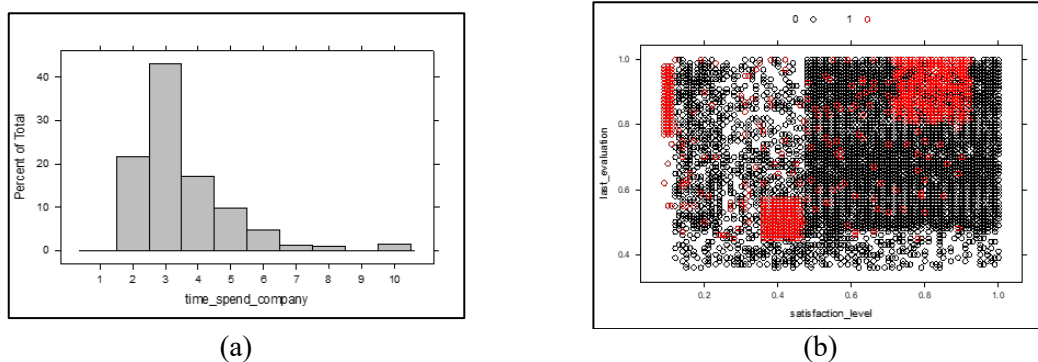 Percent of Total
40
30
20
10
0
1 2 3 4 5 6 7 8 9 10
time_spend_company
(a)
0 1
last_evaluation
1.0
0.8
0.6
0.4
0.2 0.4 0.6 0.8 1.0
satisfaction_level
(b)